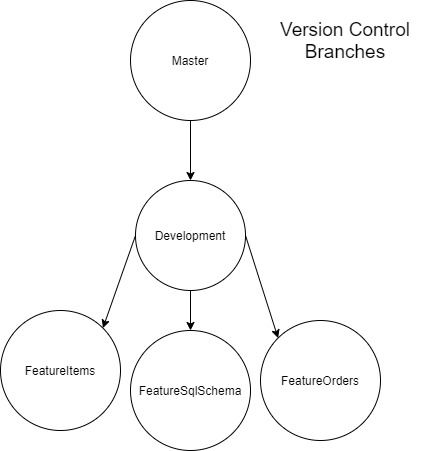 Version Control
Branches
Master
Development
FeatureItems
FeatureSqlSchema
FeatureOrders